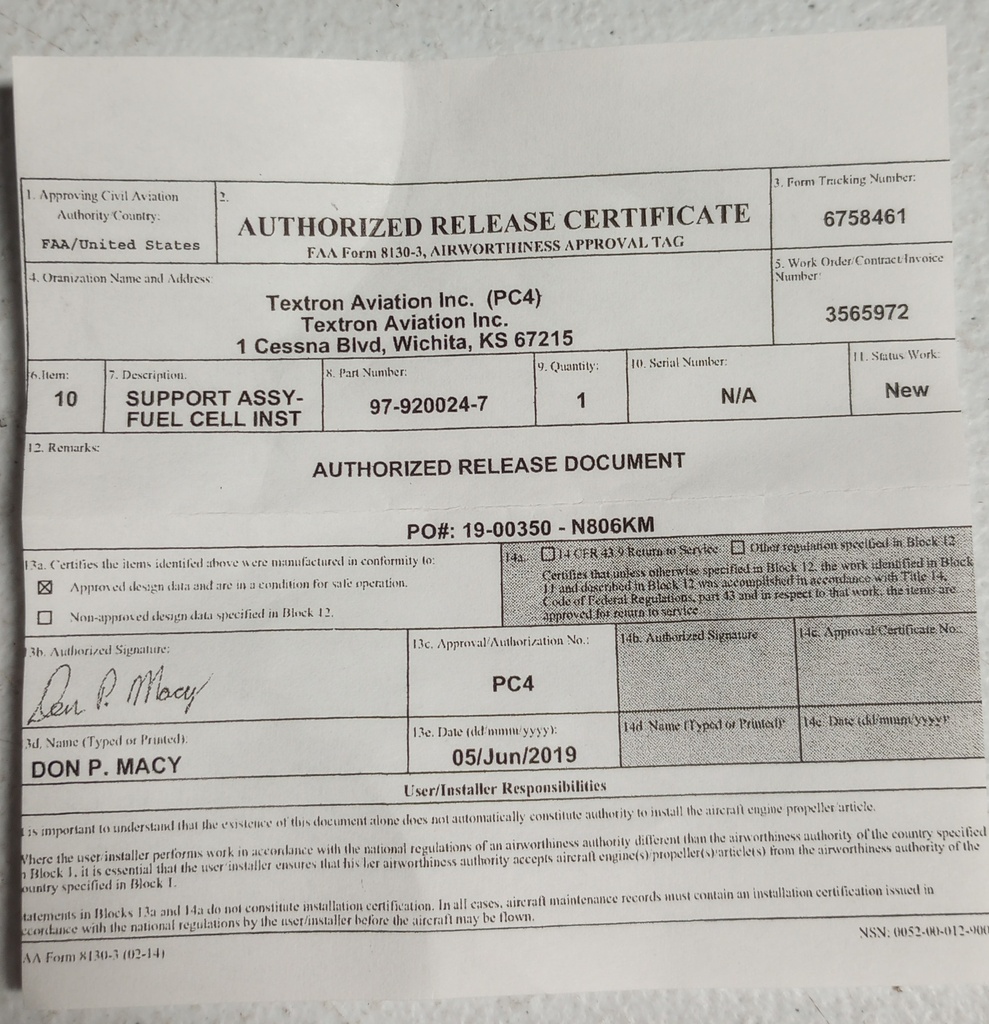 1. Approving Civil Aviation
Authority/Country:
FAA/United States
2.
AUTHORIZED RELEASE CERTIFICATE
FAA Form 8130-3, AIRWORTHINESS APPROVAL TAG
3. Form Tracking Number:
6758461
4. Oranization Name and Address:
Textron Aviation Inc. (PC4)
Textron Aviation Inc.
1 Cessna Blvd, Wichita, KS 67215
5. Work Order/Contract/Invoice
Number:
3565972
6.Item:
10
7. Description.
SUPPORT ASSY-
FUEL CELL INST
8. Part Number:
97-920024-7
9. Quantity:
1
10. Serial Number:
N/A
11. Status Work:
New
12. Remarks:
AUTHORIZED RELEASE DOCUMENT
PO#: 19-00350 - N806KM
13a. Certifies the items identifed above were manufactured in conformity to:
Approved design data and are in a condition for safe operation.
Non-approved design data specified in Block 12.
14a. 14 CFR 43.9 Return to Service Other regulation specified in Block 12
Certifies that unless otherwise specified in Block 12, the work identified in Block
11 and described in Block 12 was accomplished in accordance with Title 14,
Code of Federal Regulations, part 43 and in respect to that work, the items are
approved for return to service
13b. Authorized Signature:
Don P. Macy
13c. Approval/Authorization No.:
PC4
14b. Authorized Signature
14c. Approval/Certificate No.:
3d. Name (Typed or Printed):
DON P. MACY
13e. Date (dd/mmm/yyyy):
05/Jun/2019
14d Name (Typed or Printed)
14e. Date (dd/mmm/yyyy)
User/Installer Responsibilities
t is important to understand that the existence of this document alone does not automatically constitute authority to install the aircraft engine propeller/article.
Where the user/installer performs work in accordance with the national regulations of an airworthiness authority different than the airworthiness authority of the country specified
n Block 1, it is essential that the user/installer ensures that his/her airworthiness authority accepts aircraft engine(s)/propeller(s)/article(s) from the airworthiness authority of the
ountry specified in Block 1.
tatements in Blocks 13a and 14a do not constitute installation certification. In all cases, aircraft maintenance records must contain an installation certification issued in
ccordance with the national regulations by the user/installer before the aircraft may be flown.
AA Form 8130-3 (02-14)
NSN: 0052-00-012-900